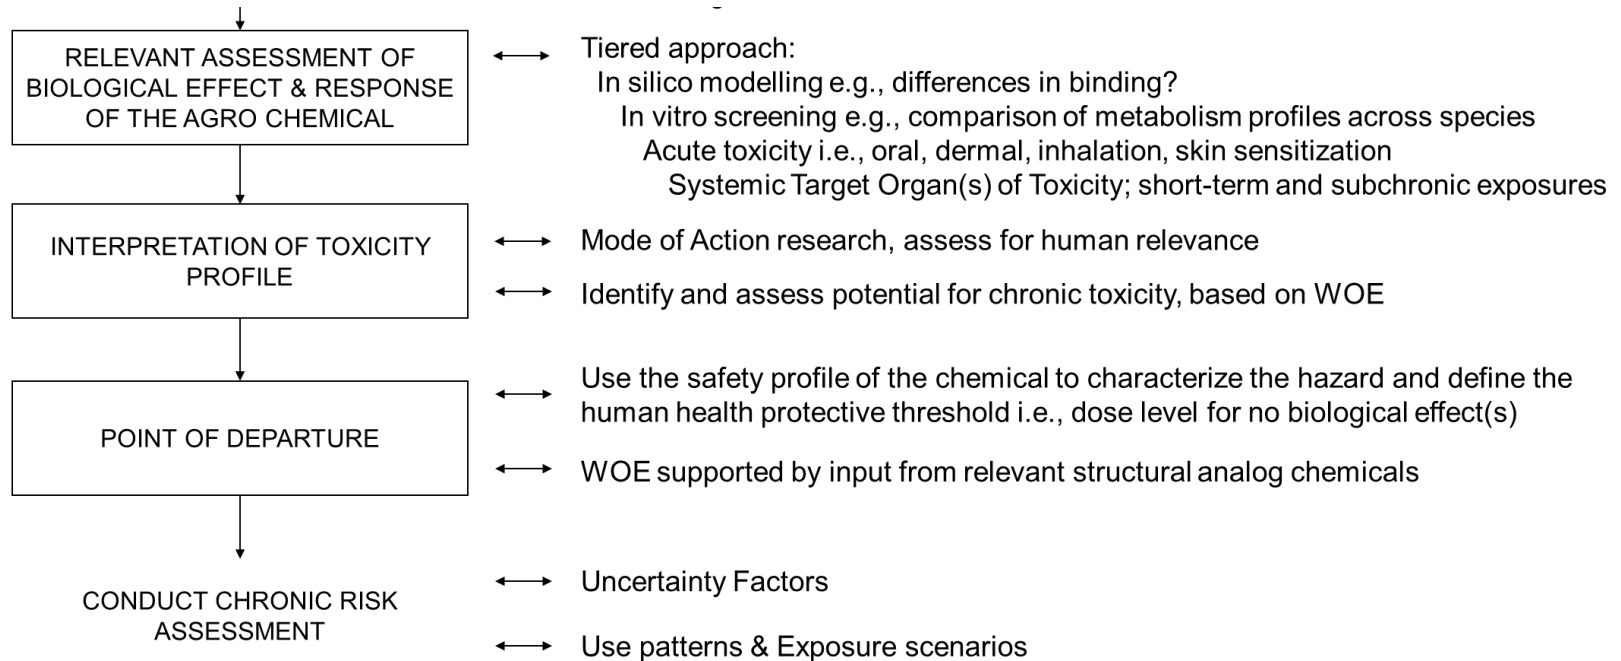 RELEVANT ASSESSMENT OF
BIOLOGICAL EFFECT & RESPONSE
OF THE AGRO CHEMICAL
Tiered approach:
In silico modelling e.g., differences in binding?
In vitro screening e.g., comparison of metabolism profiles across species
Acute toxicity i.e., oral, dermal, inhalation, skin sensitization
Systemic Target Organ(s) of Toxicity; short-term and subchronic exposures
INTERPRETATION OF TOXICITY
PROFILE
Mode of Action research, assess for human relevance
Identify and assess potential for chronic toxicity, based on WOE
POINT OF DEPARTURE
Use the safety profile of the chemical to characterize the hazard and define the
human health protective threshold i.e., dose level for no biological effect(s)
WOE supported by input from relevant structural analog chemicals
CONDUCT CHRONIC RISK
ASSESSMENT
Uncertainty Factors
Use patterns & Exposure scenarios